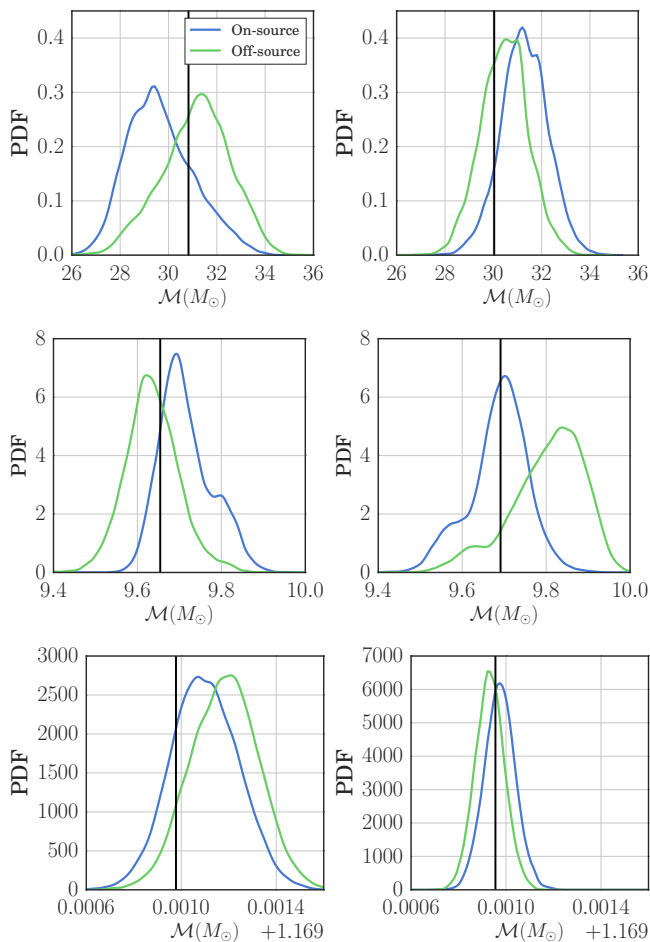 On-source
Off-source
PDF
0.4
0.3
0.2
0.1
0.0
26 28 30 32 34 36
ℳ(M⊙)
PDF
0.4
0.3
0.2
0.1
0.0
26 28 30 32 34 36
ℳ(M⊙)
PDF
8
6
4
2
0
9.4 9.6 9.8 10.0
ℳ(M⊙)
PDF
8
6
4
2
0
9.4 9.6 9.8 10.0
ℳ(M⊙)
PDF
3000
2500
2000
1500
1000
500
0
0.0006 0.0010 0.0014
ℳ(M⊙) +1.169
PDF
7000
6000
5000
4000
3000
2000
1000
0
0.0006 0.0010 0.0014
ℳ(M⊙) +1.169